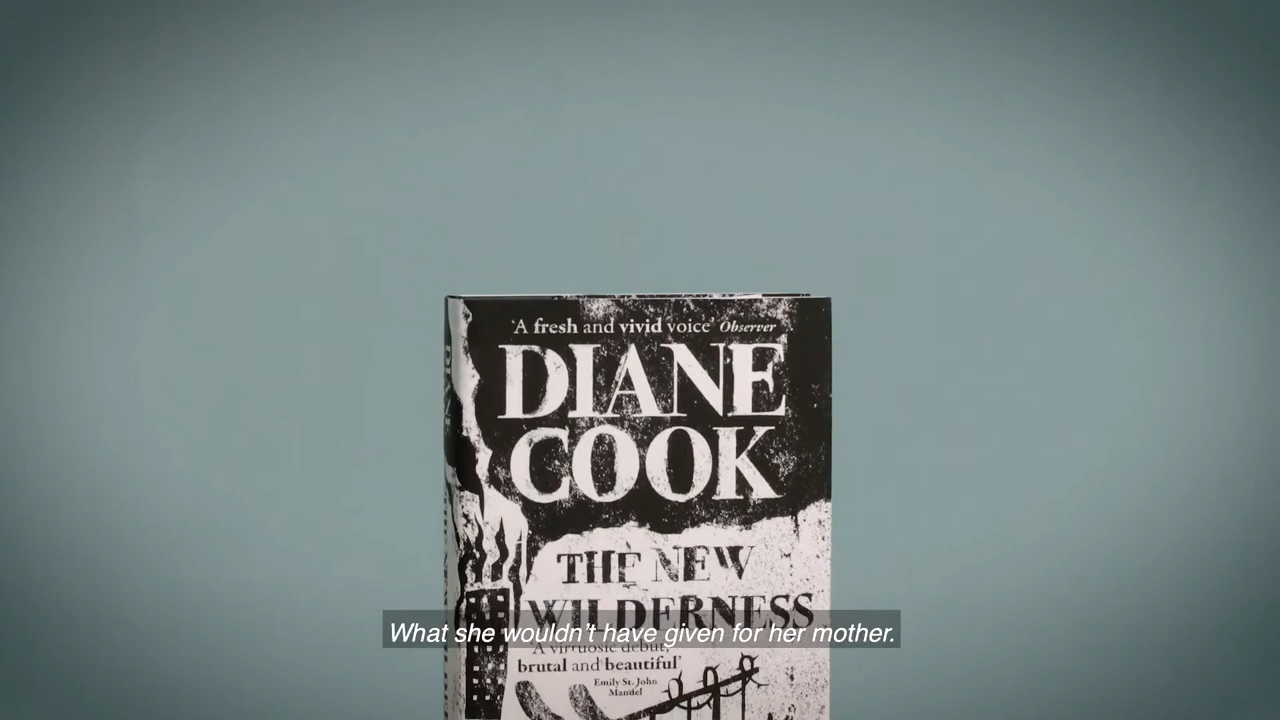 ‘A fresh and vivid voice’ Observer
DIANE
COOK
THE NEW
WILDERNESS
What she wouldn’t have given for her mother.
‘A virtuosic debut,
brutal and beautiful’
Emily St. John
Mandel